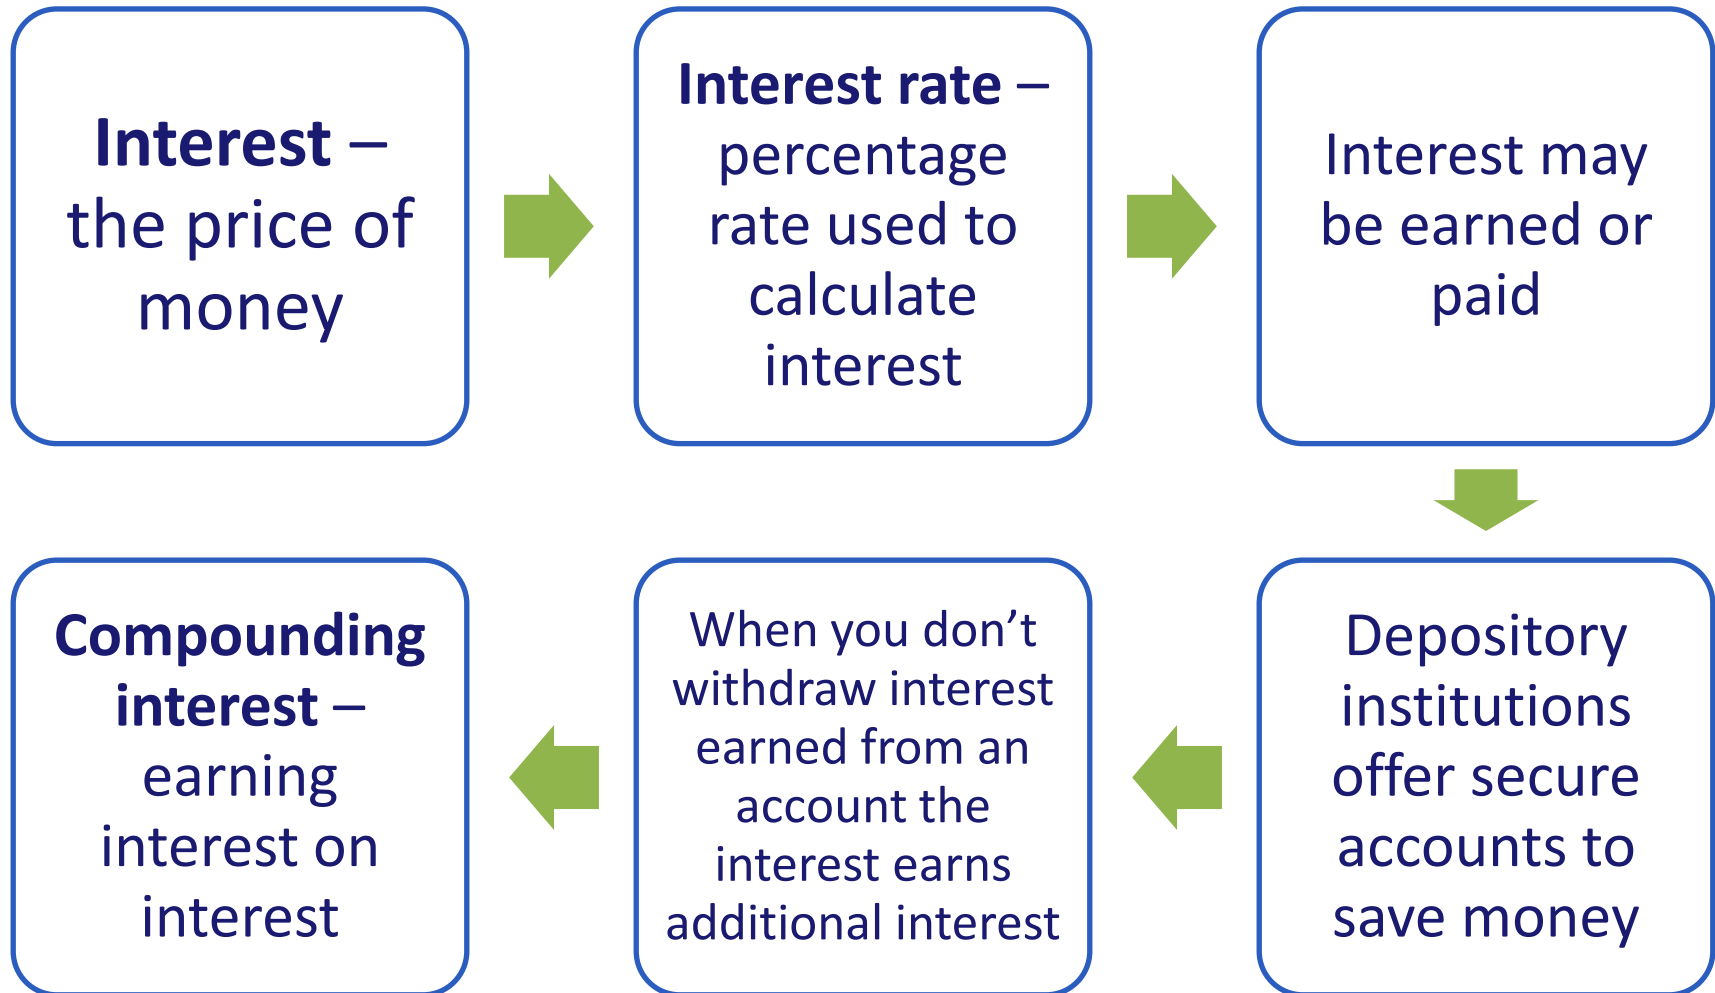 Interest –
the price of
money
Interest rate –
percentage
rate used to
calculate
interest
Interest may
be earned or
paid
Depository
institutions
offer secure
accounts to
save money
When you don’t
withdraw interest
earned from an
account the
interest earns
additional interest
Compounding
interest –
earning
interest on
interest